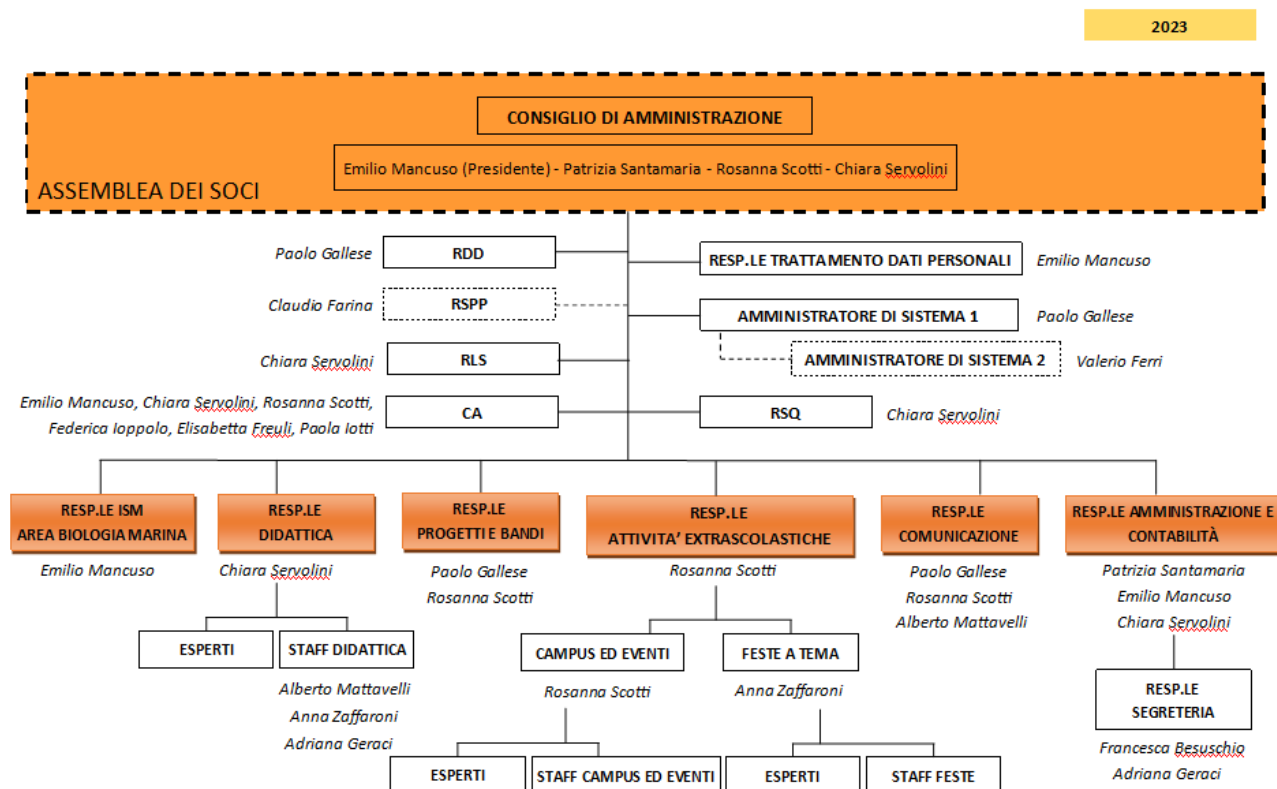 2023
CONSIGLIO DI AMMINISTRAZIONE
Emilio Mancuso (Presidente) - Patrizia Santamaria - Rosanna Scotti - Chiara Servolini
ASSEMBLEA DEI SOCI
Paolo Gallese
RDD
RESP.LE TRATTAMENTO DATI PERSONALI
Emilio Mancuso
Claudio Farina
RSPP
AMMINISTRATORE DI SISTEMA 1
Paolo Gallese
Chiara Servolini
RLS
AMMINISTRATORE DI SISTEMA 2
Valerio Ferri
Emilio Mancuso, Chiara Servolini, Rosanna Scotti,
Federica Ioppolo, Elisabetta Freuli, Paola Iotti
CA
RSQ
Chiara Servolini
RESP.LE ISM
AREA BIOLOGIA MARINA
Emilio Mancuso
RESP.LE
DIDATTICA
Chiara Servolini
RESP.LE
PROGETTI E BANDI
Paolo Gallese
Rosanna Scotti
RESP.LE
ATTIVITA' EXTRASCOLASTICHE
Rosanna Scotti
RESP.LE
COMUNICAZIONE
Paolo Gallese
Rosanna Scotti
Alberto Mattavelli
RESP.LE AMMINISTRAZIONE E
CONTABILITÀ
Patrizia Santamaria
Emilio Mancuso
Chiara Servolini
ESPERTI
STAFF DIDATTICA
Alberto Mattavelli
Anna Zaffaroni
Adriana Geraci
CAMPUS ED EVENTI
Rosanna Scotti
FESTE A TEMA
Anna Zaffaroni
RESP.LE
SEGRETERIA
Francesca Besuschio
Adriana Geraci
ESPERTI
STAFF CAMPUS ED EVENTI
ESPERTI
STAFF FESTE